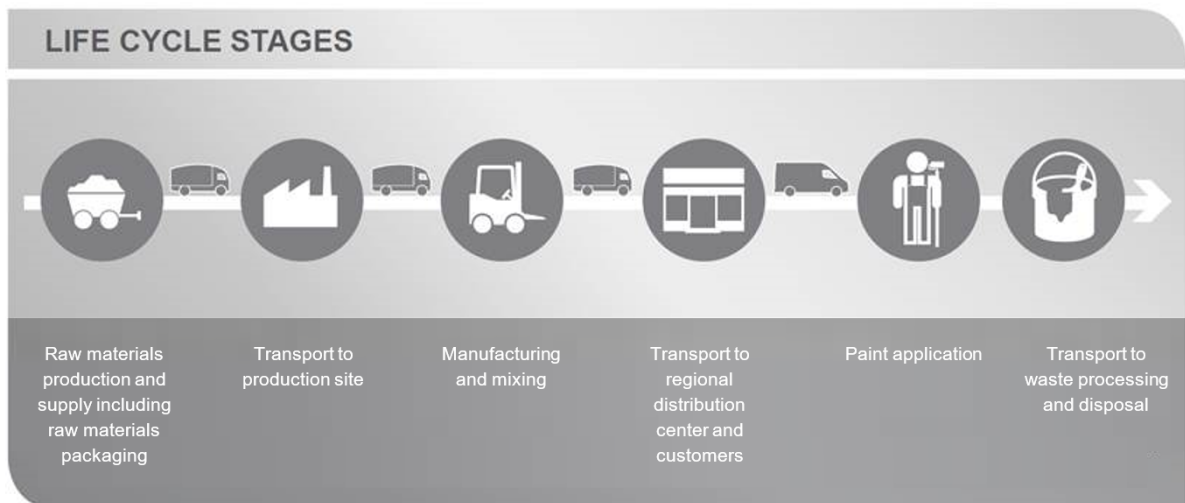 LIFE CYCLE STAGES
Raw materials
production and
supply including
raw materials
packaging
Transport to
production site
Manufacturing
and mixing
Transport to
regional
distribution
center and
customers
Paint application
Transport to
waste processing
and disposal